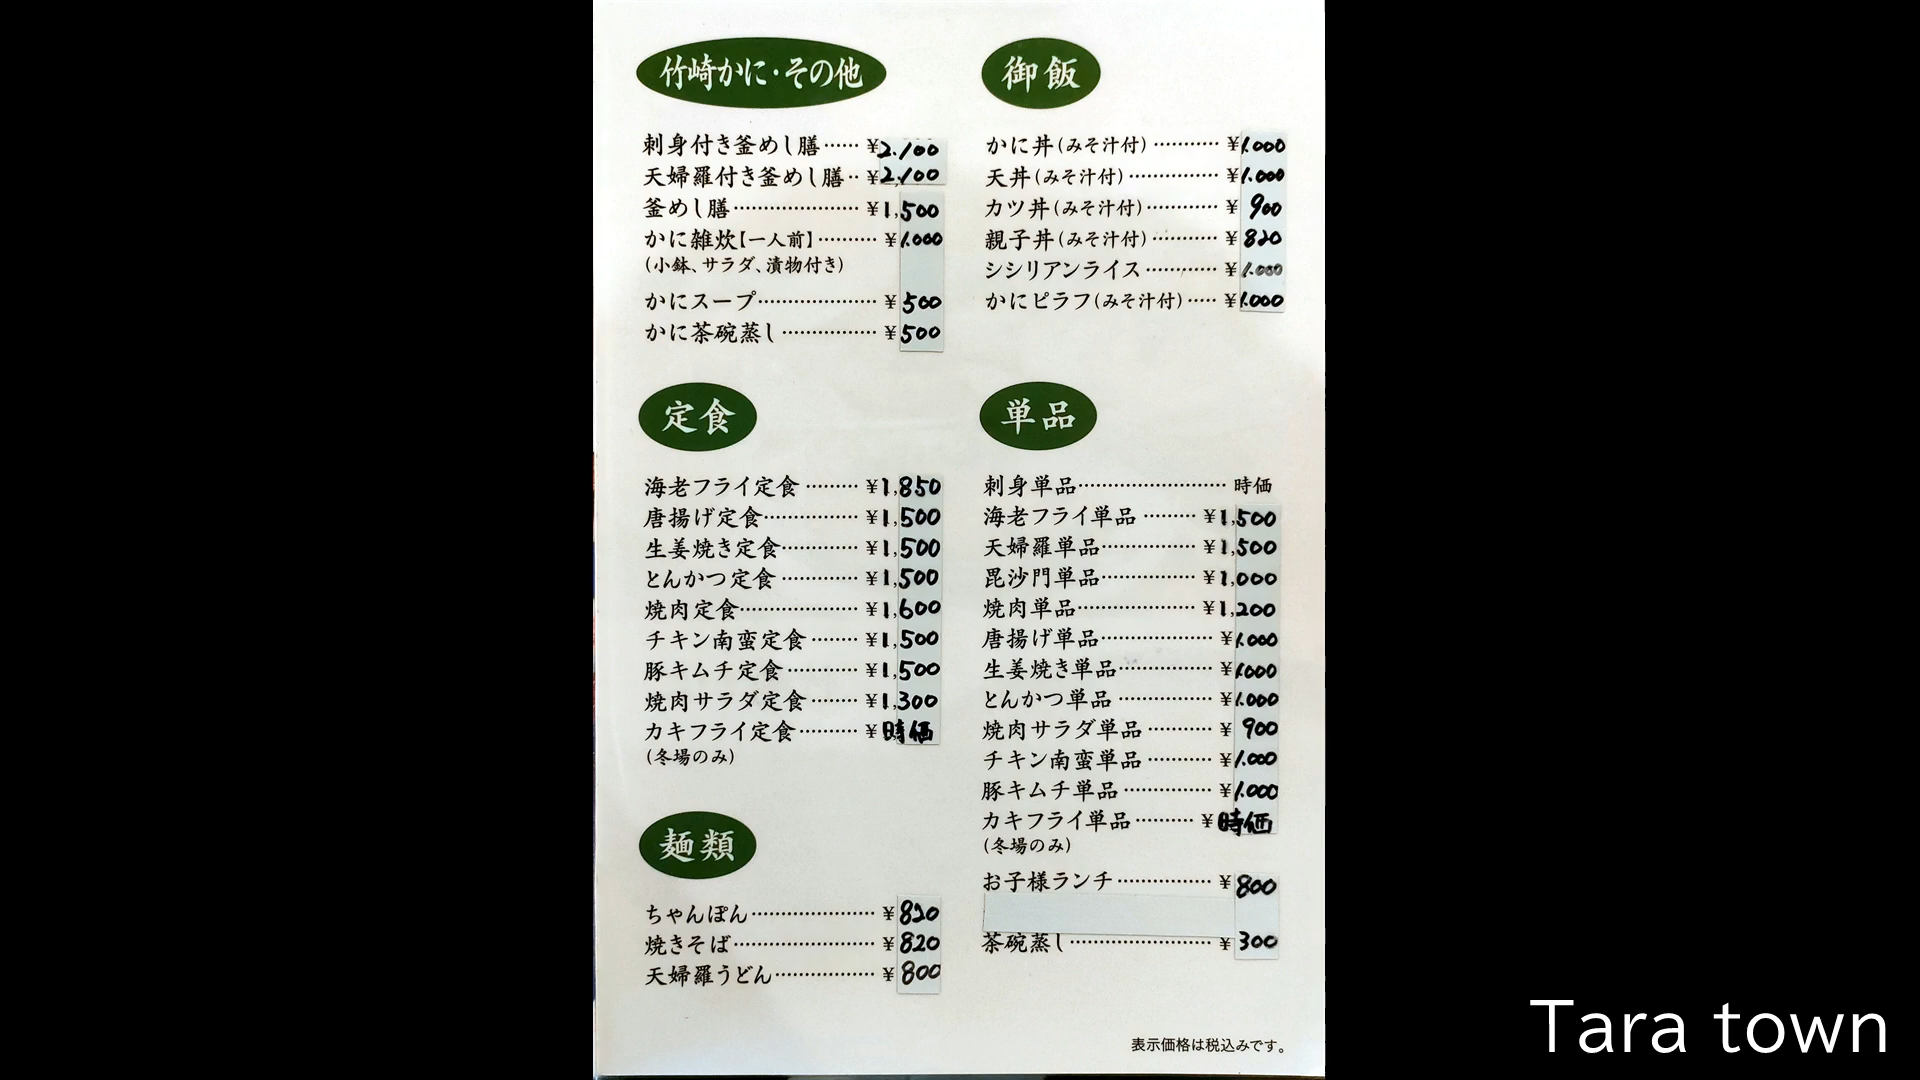 竹崎かに・その他
刺身付き釜めし膳…… ¥2.100
天婦羅付き釜めし膳‥ ¥2,100
釜めし膳………………… ¥1,500
かに雑炊【一人前】……… ¥1.000
(小鉢、サラダ、漬物付き)
かにスープ……………… ¥500
かに茶碗蒸し…………… ¥500
定食
海老フライ定食……… ¥1,850
唐揚げ定食…………… ¥1,500
生姜焼き定食………… ¥1,500
とんかつ定食………… ¥1,500
焼肉定食……………… ¥1,600
チキン南蛮定食……… ¥1,500
豚キムチ定食………… ¥1,500
焼肉サラダ定食……… ¥1,300
カキフライ定食……… ¥時価
(冬場のみ)
麺類
ちゃんぽん…………… ¥820
焼きそば……………… ¥820
天婦羅うどん………… ¥800
御飯
かに丼(みそ汁付)……… ¥1.000
天丼(みそ汁付)………… ¥1.000
カツ丼(みそ汁付)……… ¥900
親子丼(みそ汁付)……… ¥820
シシリアンライス……… ¥1.000
かにピラフ(みそ汁付)…… ¥1.000
単品
刺身単品……………………… 時価
海老フライ単品……… ¥1,500
天婦羅単品…………… ¥1,500
毘沙門単品…………… ¥1,000
焼肉単品……………… ¥1,200
唐揚げ単品…………… ¥1.000
生姜焼き単品………… ¥1.000
とんかつ単品………… ¥1.000
焼肉サラダ単品……… ¥900
チキン南蛮単品……… ¥1.000
豚キムチ単品………… ¥1.000
カキフライ単品……… ¥時価
(冬場のみ)
お子様ランチ………… ¥800
茶碗蒸し……………… ¥300
表示価格は税込みです。
Tara town